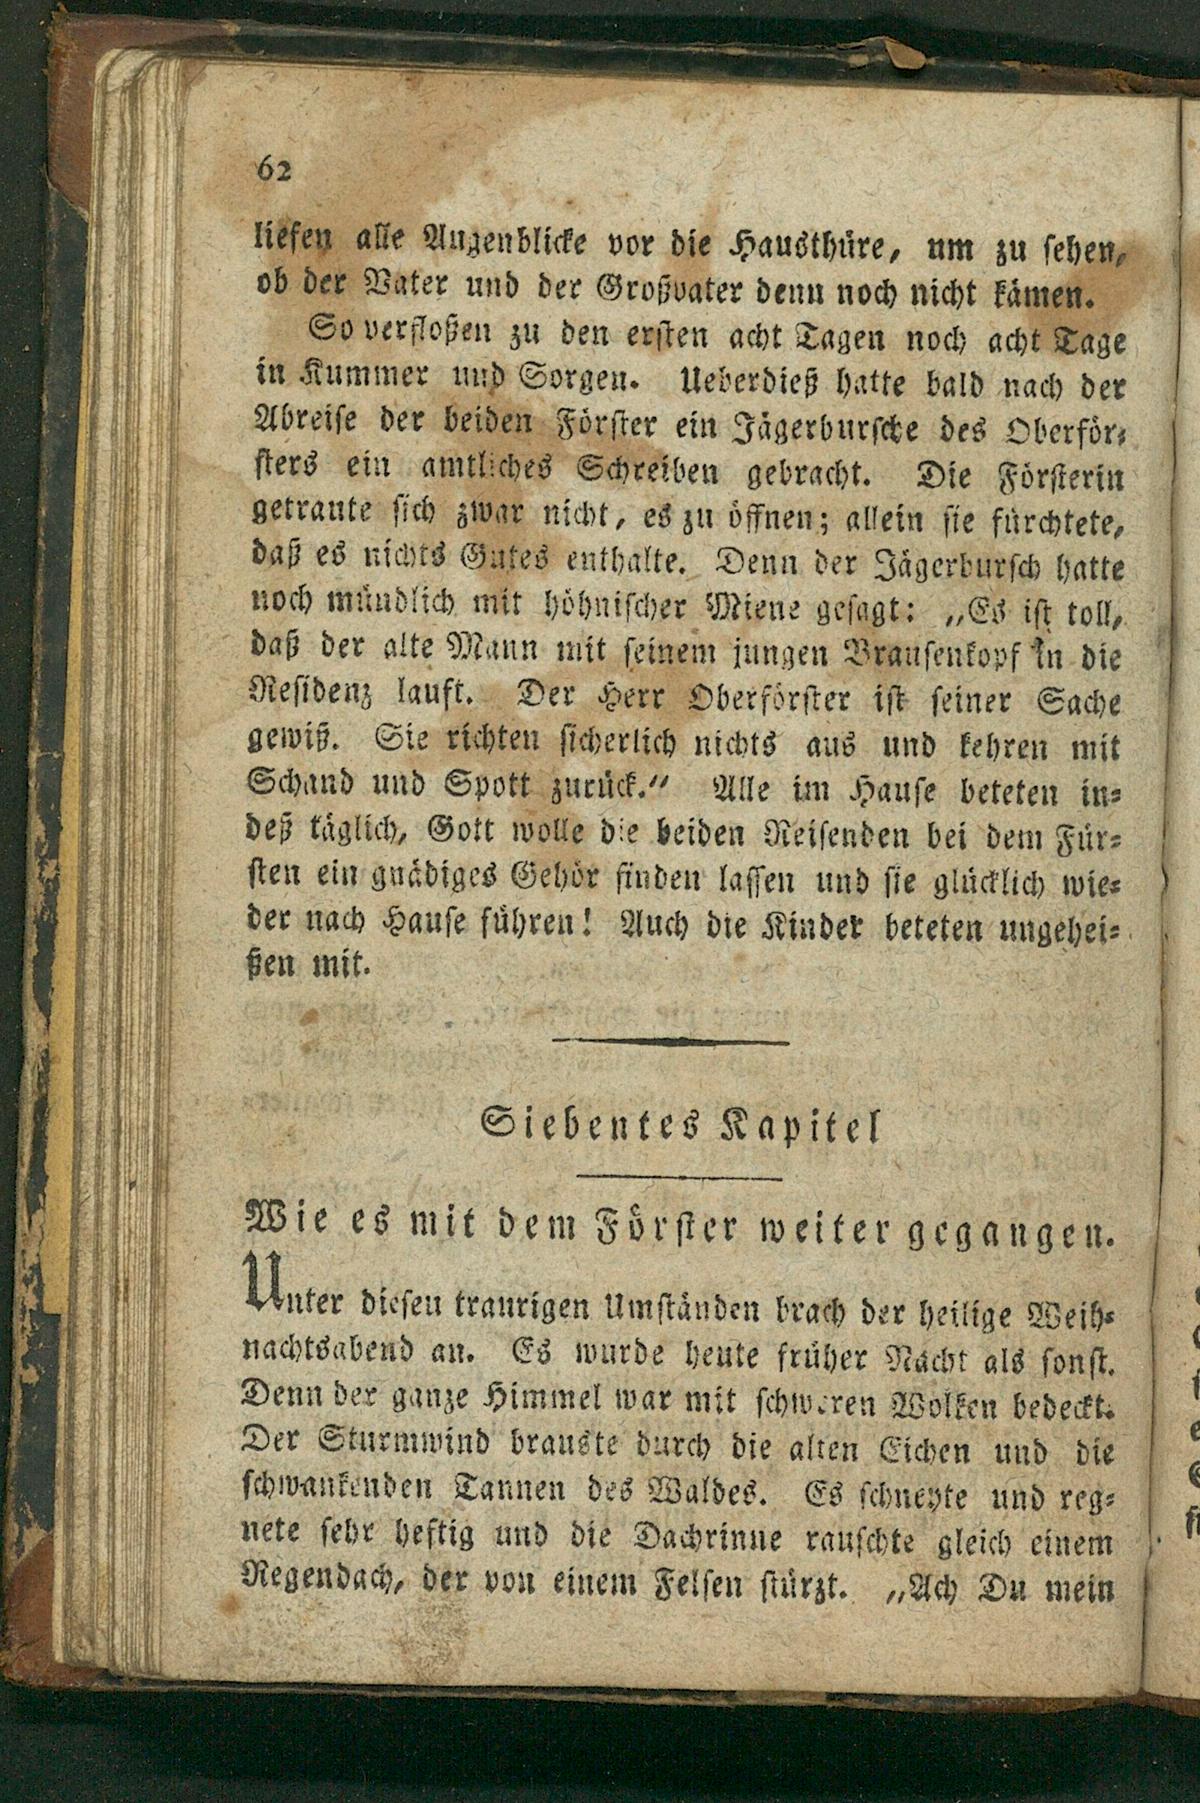 62
liefen alle Augenblicke vor die Hausthüre, um zu sehen,
ob der Vater und der Großvater denn noch nicht kämen.
So verfloßen zu den ersten acht Tagen noch acht Tage
in Kummer und Sorgen. Ueberdieß hatte bald nach der
Abreise der beiden Förster ein Jägerbursche des Oberför-
sters ein amtliches Schreiben gebracht. Die Försterin
getraute sich zwar nicht, es zu öffnen; allein sie fürchtete,
daß es nichts Gutes enthalte. Denn der Jägerbursch hatte
noch mündlich mit höhnischer Miene gesagt: „Es ist toll,
daß der alte Mann mit seinem jungen Brausenkopf in die
Residenz lauft. Der Herr Oberförster ist seiner Sache
gewiß. Sie richten sicherlich nichts aus und kehren mit
Schand und Spott zurück.“ Alle im Hause beteten in-
deß täglich, Gott wolle die beiden Reisenden bei dem Für-
sten ein gnädiges Gehör finden lassen und sie glücklich wie-
der nach Hause führen! Auch die Kinder beteten ungehei-
ßen mit.
Siebentes Kapitel
Wie es mit dem Förster weiter gegangen.
Unter diesen traurigen Umständen brach der heilige Weih-
nachtsabend an. Es wurde heute früher Nacht als sonst.
Denn der ganze Himmel war mit schweren Wolken bedeckt.
Der Sturmwind brauste durch die alten Eichen und die
schwankenden Tannen des Waldes. Es schneyte und reg-
nete sehr heftig und die Dachrinne rauschte gleich einem
Regendach, der von einem Felsen stürzt. „Ach Du mein